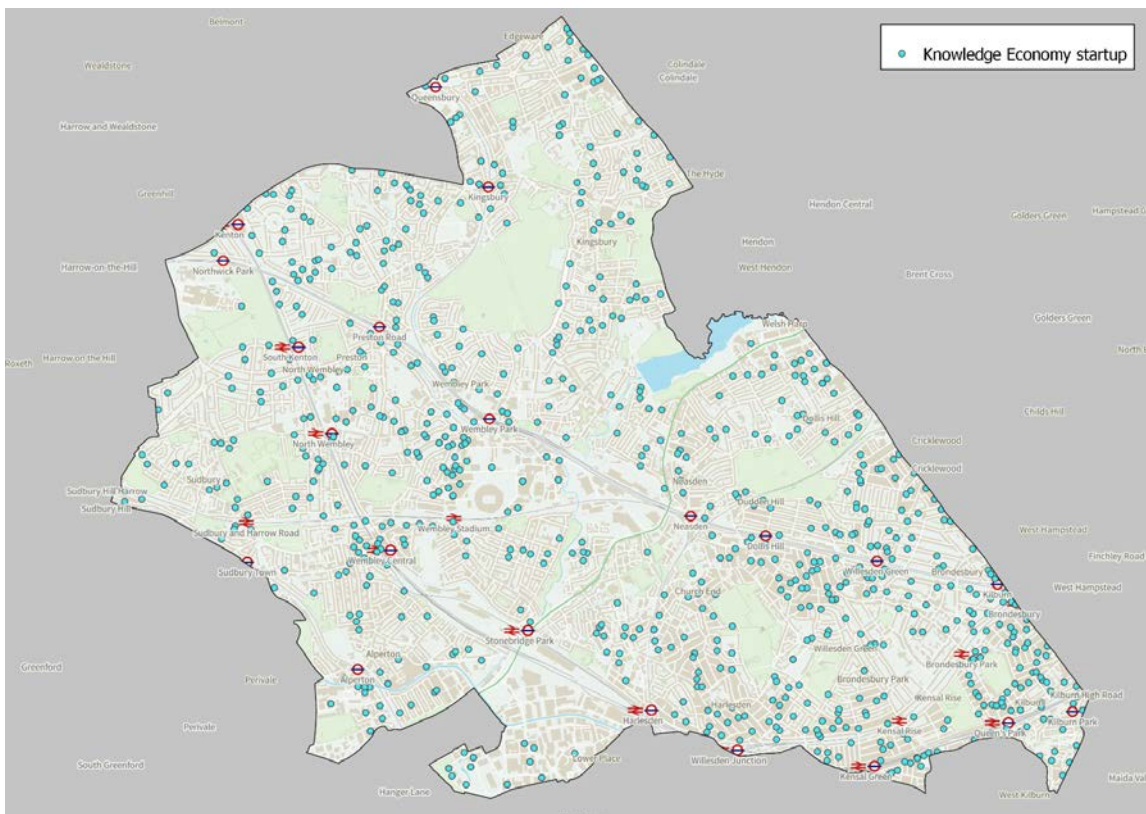 Belmont
Knowledge Economy startup
Edgeware
Wealdstone
Colindale
Colindale
Queensbury
Harrow and Wealdstone
The Hyde
Greenhill
Kingsbury
Hendon Central
Golders Green
Kenton
Kingsbury
Hendon
Harrow-on-the-Hill
Northwick Park
West Hendon
Brent Cross
Golders Green
Welsh Harp
Preston Road
Harrow on the Hill
South Kenton
Preston
Roxeth
North Wembley
Wembley Park
Childs Hill
Dollis Hill
Wembley Park
North Wembley
Cricklewood
Cricklewood
Sudbury
Neasden
Sudbury Hill Harrow
Sudbury Hill
Dudden Hill
Neasden
Wembley Stadium
West Hampstead
Sudbury and Harrow Road
Dollis Hill
Wembley Central
Finchley Road
Sudbury Town
Willesden Green
Brondesbury
Kilburn
West Hampstead
Church End
Brondesbury
Stonebridge Park
Willesden Green
Alperton
Greenford
Brondesbury Park
Alperton
Perivale
Brondesbury Park
Kilburn High Road
Kensal Rise
Harlesden
Kilburn
Harlesden
Kilburn Park
Perivale
Kensal Rise
Queen's Park
Willesden Junction
Lower Place
South Greenford
Kensal Green
Hanger Lane
West Kilburn